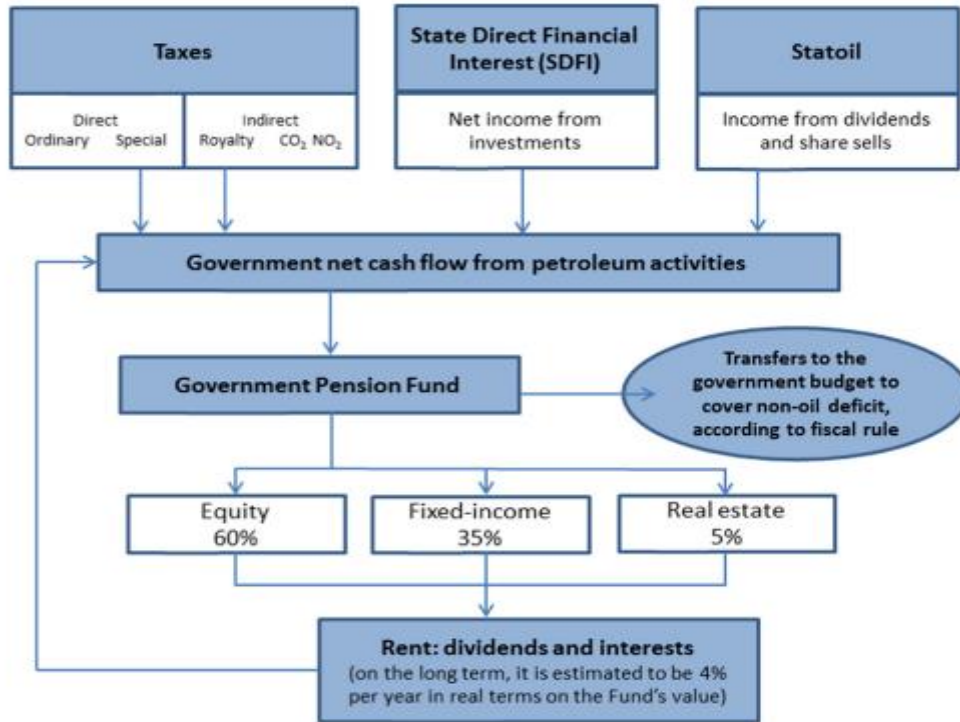 Taxes
Direct
Ordinary Special
Indirect
Royalty CO₂ NO₂
State Direct Financial
Interest (SDFI)
Net income from
investments
Statoil
Income from dividends
and share sells
Government net cash flow from petroleum activities
Government Pension Fund
Transfers to the
government budget to
cover non-oil deficit,
according to fiscal rule
Equity
60%
Fixed-income
35%
Real estate
5%
Rent: dividends and interests
(on the long term, it is estimated to be 4%
per year in real terms on the Fund's value)